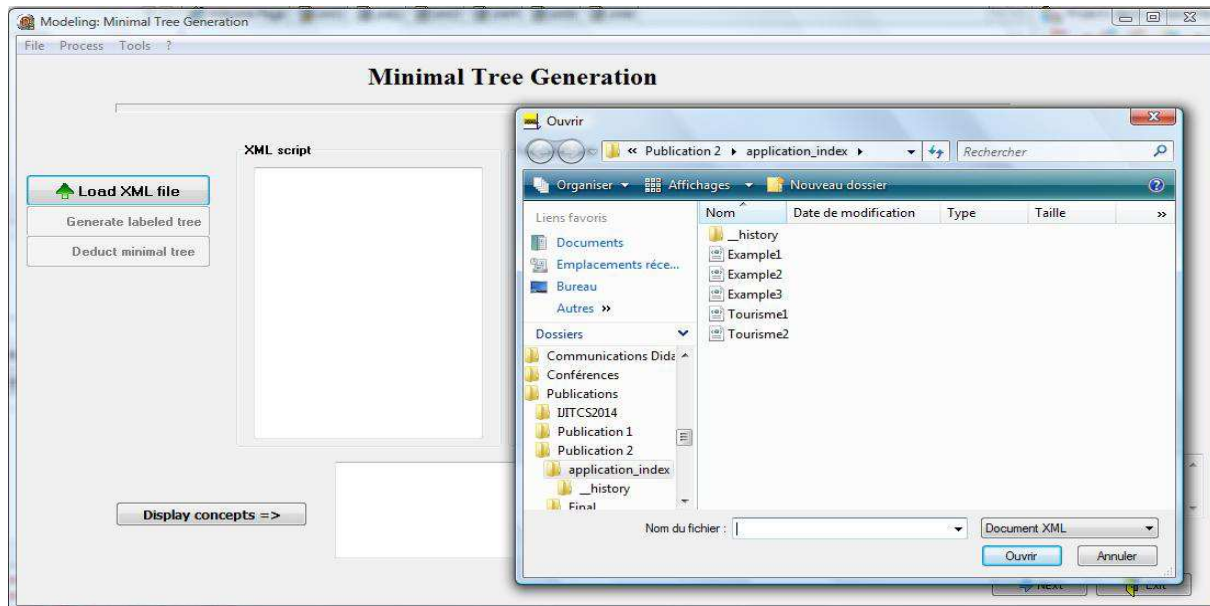 Modeling: Minimal Tree Generation
File Process Tools ?
Minimal Tree Generation
XML script
Load XML file
Generate labeled tree
Deduct minimal tree
Display concepts =>
Ouvrir
« Publication 2 application_index
Rechercher
Organiser Affichages Nouveau dossier
Liens favoris
Documents
Emplacements réce...
Bureau
Autres »
Dossiers
Communications Dida
Conférences
Publications
IJITCS2014
Publication 1
Publication 2
application_index
__history
Final
Nom Date de modification Type Taille »
__history
Example1
Example2
Example3
Tourisme1
Tourisme2
Nom du fichier :
Document XML
Ouvrir Annuler
Next Exit